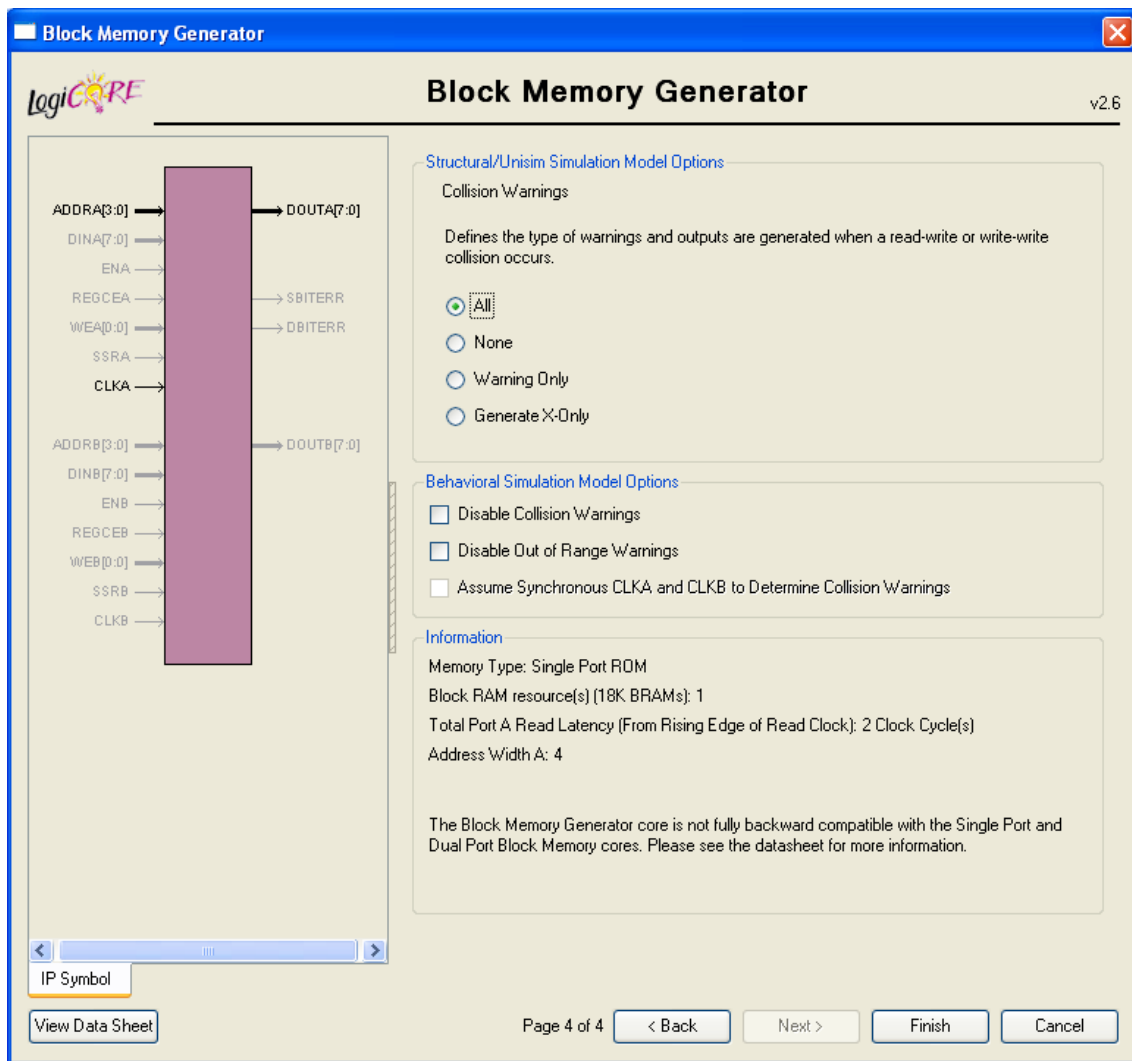 Block Memory Generator
LogiCORE
Block Memory Generator
v2.6
ADDRA[3:0]
DOUTA[7:0]
DINA[7:0]
ENA
REGCEA
SBITERR
WEA[0:0]
DBITERR
SSRA
CLKA
ADDRB[3:0]
DOUTB[7:0]
DINB[7:0]
ENB
REGCEB
WEB[0:0]
SSRB
CLKB
IP Symbol
Structural/Unisim Simulation Model Options
Collision Warnings
Defines the type of warnings and outputs are generated when a read-write or write-write
collision occurs.
All
None
Warning Only
Generate X-Only
Behavioral Simulation Model Options
Disable Collision Warnings
Disable Out of Range Warnings
Assume Synchronous CLKA and CLKB to Determine Collision Warnings
Information
Memory Type: Single Port ROM
Block RAM resource(s) (18K BRAMs): 1
Total Port A Read Latency (From Rising Edge of Read Clock): 2 Clock Cycle(s)
Address Width A: 4
The Block Memory Generator core is not fully backward compatible with the Single Port and
Dual Port Block Memory cores. Please see the datasheet for more information.
View Data Sheet
Page 4 of 4
< Back
Next >
Finish
Cancel